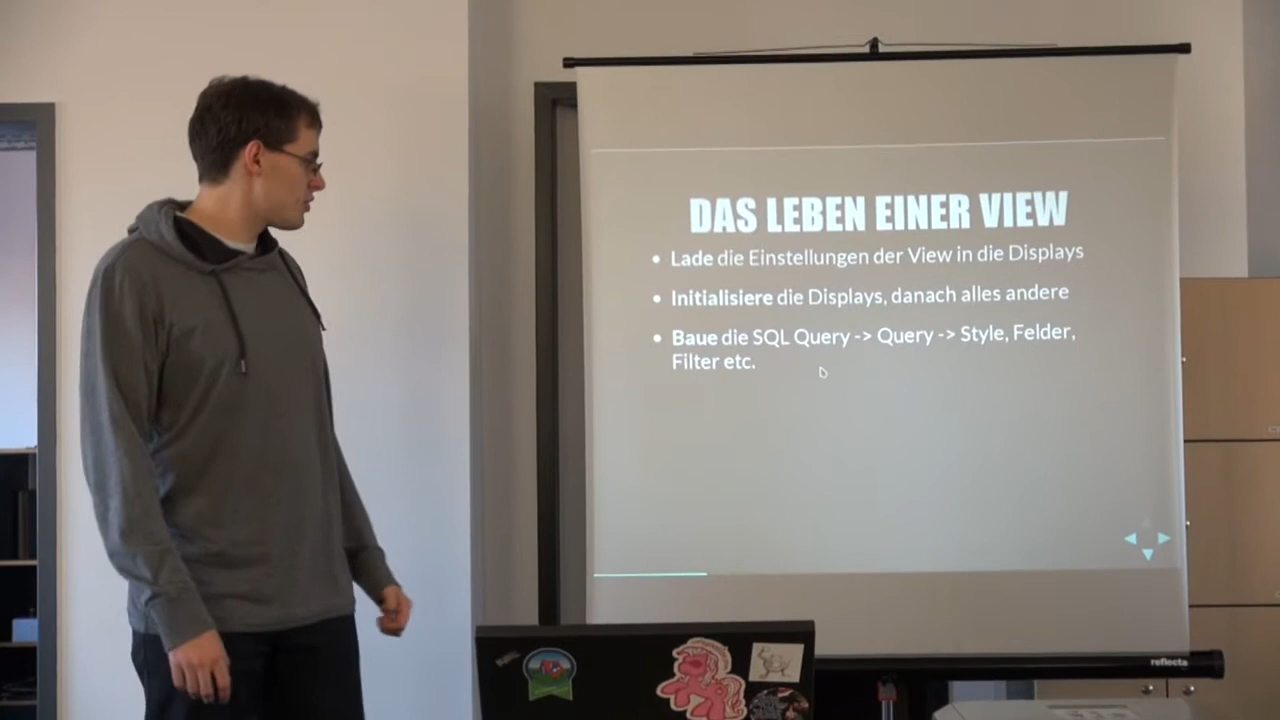 DAS LEBEN EINER VIEW
• Lade die Einstellungen der View in die Displays
• Initialisiere die Displays, danach alles andere
• Baue die SQL Query -> Query -> Style, Felder,
Filter etc.
reflecta